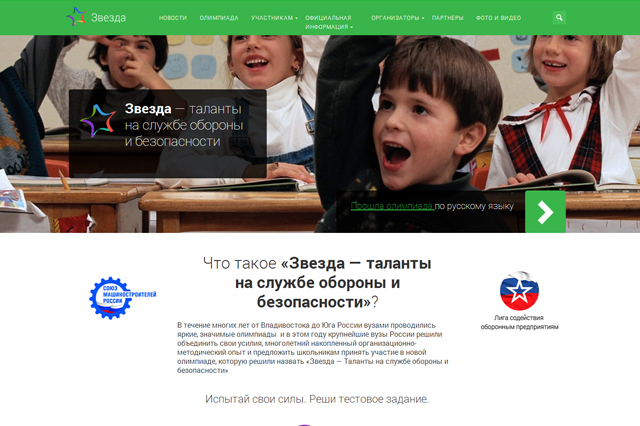 Звезда
НОВОСТИ
ОЛИМПИАДА
УЧАСТНИКАМ
ОФИЦИАЛЬНАЯ
ИНФОРМАЦИЯ
ОРГАНИЗАТОРЫ
ПАРТНЕРЫ
ФОТО И ВИДЕО
Звезда — таланты
на службе обороны
и безопасности
Прошла олимпиада по русскому языку
Что такое «Звезда — таланты
на службе обороны и
безопасности»?
СОЮЗ
МАШИНОСТРОИТЕЛЕЙ
РОССИИ
Лига содействия
оборонным предприятиям
В течение многих лет от Владивостока до Юга России вузами проводились
яркие, значимые олимпиады и в этом году крупнейшие вузы России решили
объединить свои усилия, многолетний накопленный организационно-
методический опыт и предложить школьникам принять участие в новой
олимпиаде, которую решили назвать «Звезда — Таланты на службе обороны и
безопасности»
Испытай свои силы. Реши тестовое задание.